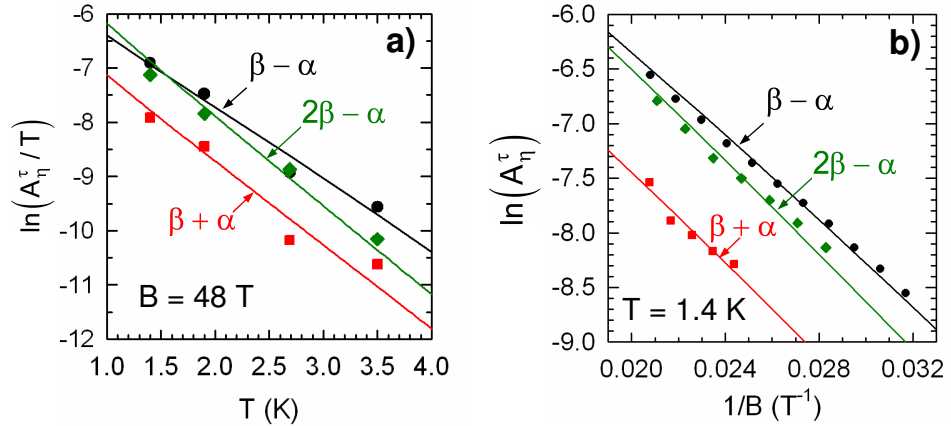 a)
ln(A_η^τ / T)
-6
-7
-8
-9
-10
-11
-12
β − α
2β − α
β + α
B = 48 T
1.0 1.5 2.0 2.5 3.0 3.5 4.0
T (K)
b)
ln(A_η^τ)
-6.0
-6.5
-7.0
-7.5
-8.0
-8.5
-9.0
β − α
2β − α
β + α
T = 1.4 K
0.020 0.024 0.028 0.032
1/B (T⁻¹)